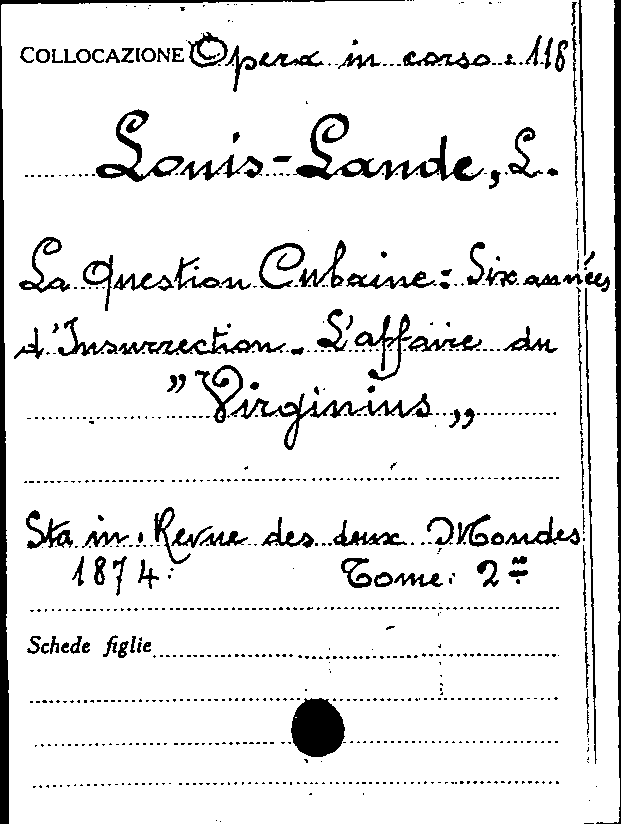 COLLOCAZIONE Opera in corso. 118
Louis-Lande, L.
La Question Cubaine: Six années
d'Insurrection. L'affaire du
"Virginius„
Sta in. Revue des deux Mondes
1874. Tome. 2me
Schede figlie